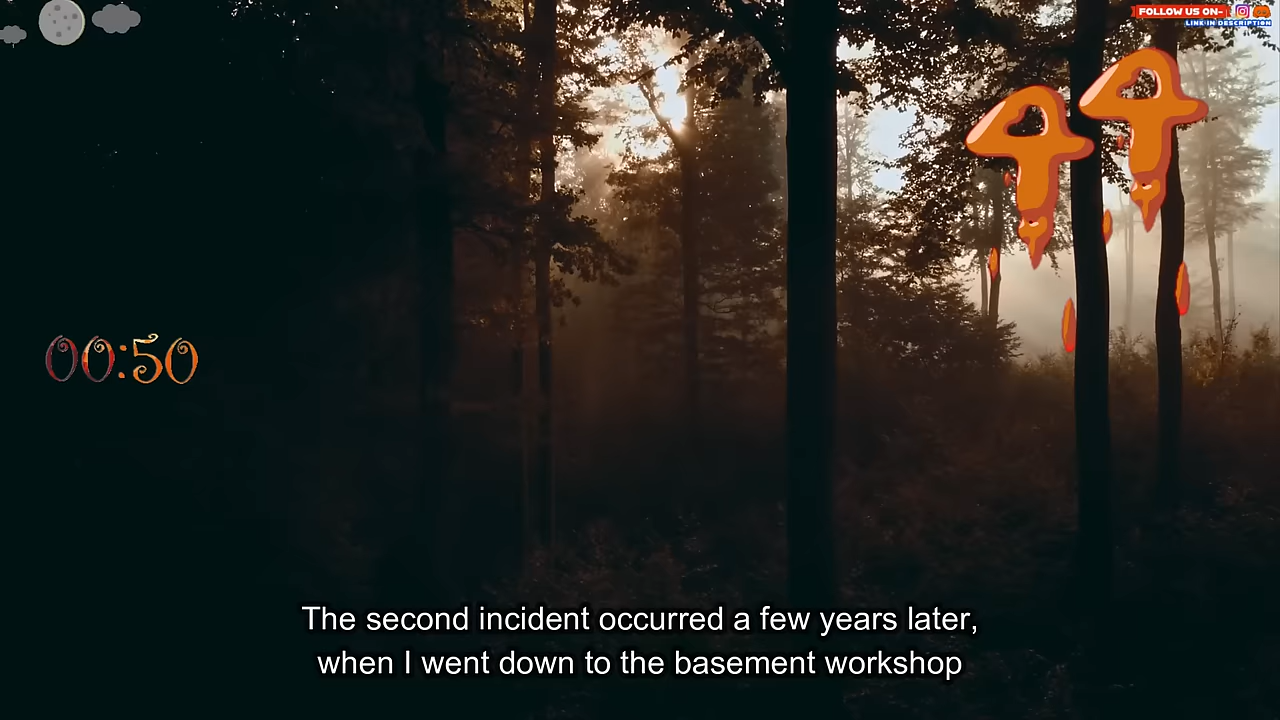 FOLLOW US ON-
LINK IN DESCRIPTION
44
00:50
The second incident occurred a few years later,
when I went down to the basement workshop